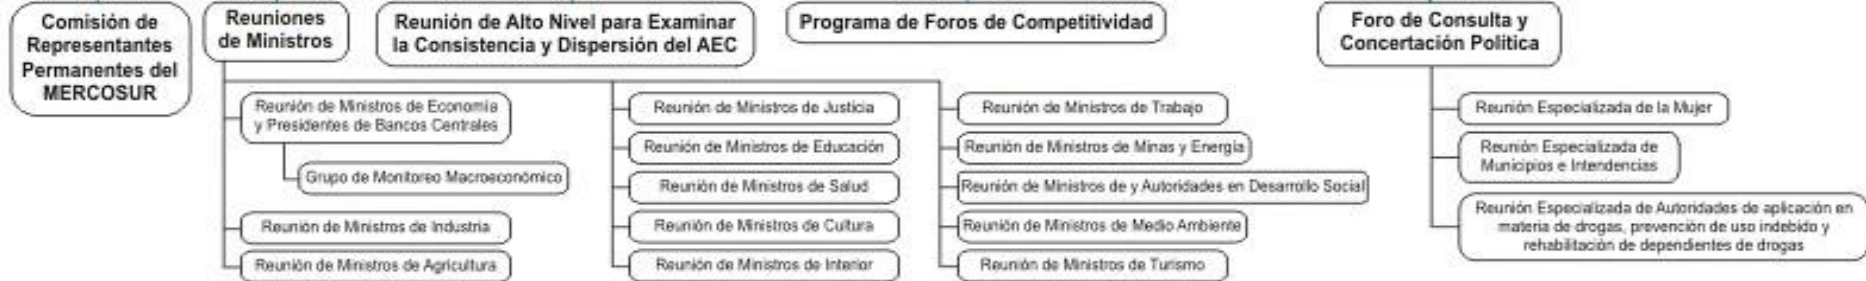 Comisión de
Representantes
Permanentes del
MERCOSUR
Reuniones
de Ministros
Reunión de Alto Nivel para Examinar
la Consistencia y Dispersión del AEC
Programa de Foros de Competitividad
Foro de Consulta y
Concertación Política
Reunión de Ministros de Economía
y Presidentes de Bancos Centrales
Grupo de Monitoreo Macroeconómico
Reunión de Ministros de Industria
Reunión de Ministros de Agricultura
Reunión de Ministros de Justicia
Reunión de Ministros de Educación
Reunión de Ministros de Salud
Reunión de Ministros de Cultura
Reunión de Ministros de Interior
Reunión de Ministros de Trabajo
Reunión de Ministros de Minas y Energía
Reunión de Ministros de y Autoridades en Desarrollo Social
Reunión de Ministros de Medio Ambiente
Reunión de Ministros de Turismo
Reunión Especializada de la Mujer
Reunión Especializada de
Municipios e Intendencias
Reunión Especializada de Autoridades de aplicación en
materia de drogas, prevención de uso indebido y
rehabilitación de dependientes de drogas